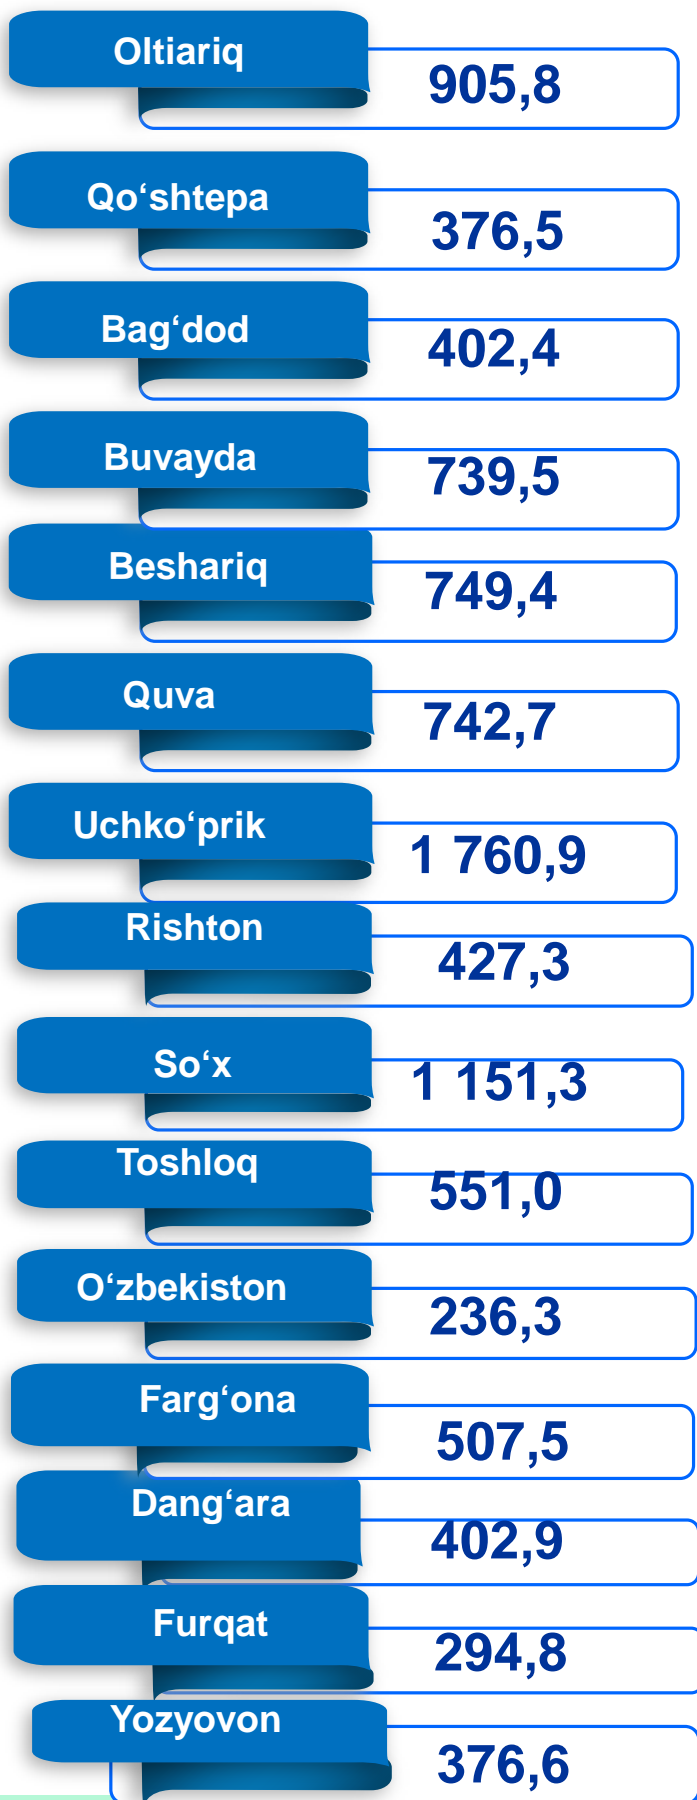 Oltiariq
905,8
Qo‘shtepa
376,5
Bag‘dod
402,4
Buvayda
739,5
Beshariq
749,4
Quva
742,7
Uchko‘prik
1 760,9
Rishton
427,3
So‘x
1 151,3
Toshloq
551,0
O‘zbekiston
236,3
Farg‘ona
507,5
Dang‘ara
402,9
Furqat
294,8
Yozyovon
376,6